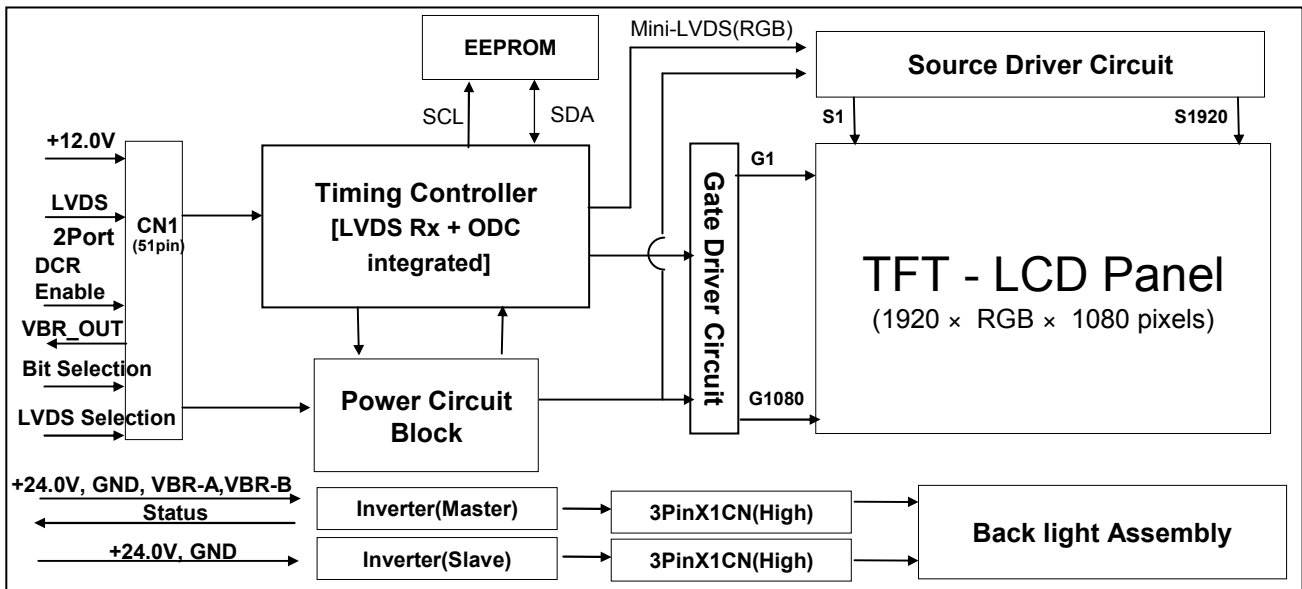 EEPROM
Mini-LVDS(RGB)
Source Driver Circuit
SCL
SDA
S1
S1920
+12.0V
LVDS
2Port
DCR
Enable
VBR_OUT
Bit Selection
LVDS Selection
CN1
(51pin)
Timing Controller
[LVDS Rx + ODC
integrated]
Power Circuit
Block
Gate Driver Circuit
G1
G1080
TFT - LCD Panel
(1920 × RGB × 1080 pixels)
+24.0V, GND, VBR-A,VBR-B
Status
+24.0V, GND
Inverter(Master)
3PinX1CN(High)
Inverter(Slave)
3PinX1CN(High)
Back light Assembly